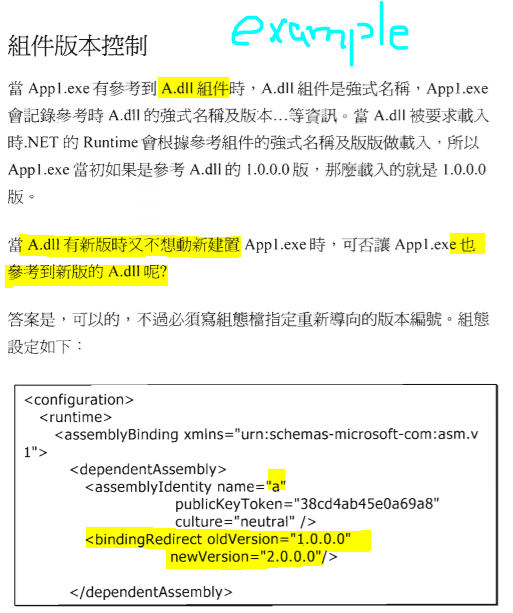 example
組件版本控制
當 App1.exe 有參考到 A.dll 組件時，A.dll 組件是強式名稱，App1.exe
會記錄參考時 A.dll 的強式名稱及版本…等資訊。當 A.dll 被要求載入
時.NET 的 Runtime 會根據參考組件的強式名稱及版版做載入，所以
App1.exe 當初如果是參考 A.dll 的 1.0.0.0 版，那麼載入的就是 1.0.0.0
版。
當 A.dll 有新版時又不想動新建置 App1.exe 時，可否讓 App1.exe 也
參考到新版的 A.dll 呢?
答案是，可以的，不過必須寫組態檔指定重新導向的版本編號。組態
設定如下：
<configuration>
<runtime>
<assemblyBinding xmlns="urn:schemas-microsoft-com:asm.v
1">
<dependentAssembly>
<assemblyIdentity name="a"
publicKeyToken="38cd4ab45e0a69a8"
culture="neutral" />
<bindingRedirect oldVersion="1.0.0.0"
newVersion="2.0.0.0"/>
</dependentAssembly>